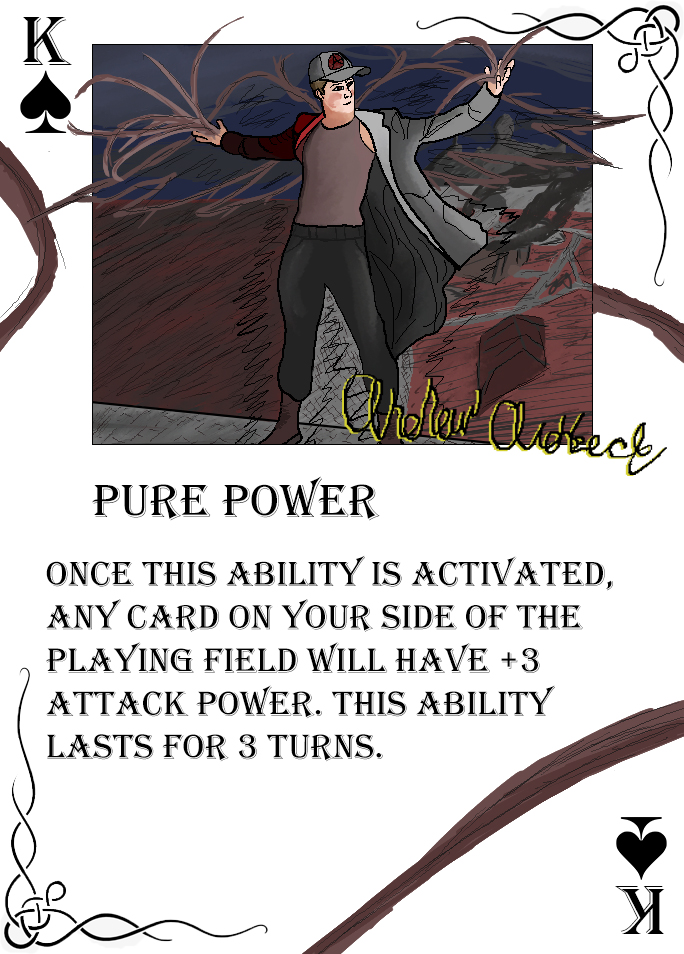 K
Andrew
PURE POWER
ONCE THIS ABILITY IS ACTIVATED,
ANY CARD ON YOUR SIDE OF THE
PLAYING FIELD WILL HAVE +3
ATTACK POWER. THIS ABILITY
LASTS FOR 3 TURNS.
K